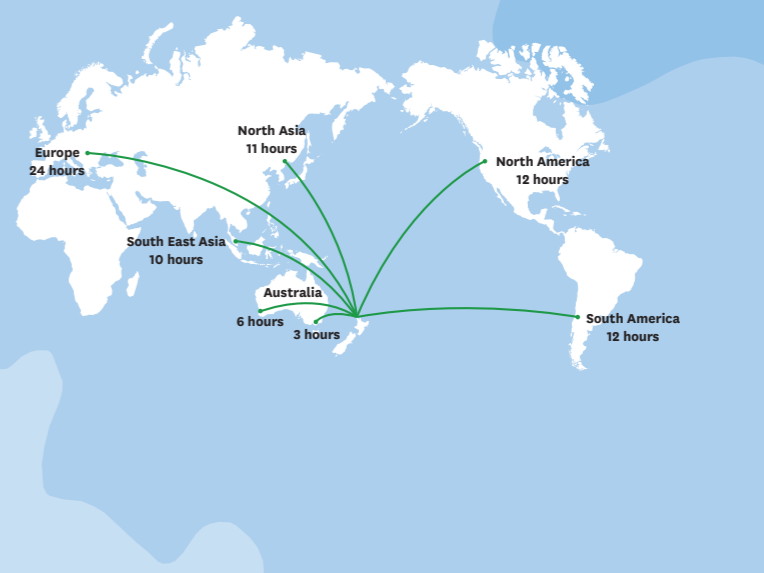 North Asia
11 hours
Europe
24 hours
North America
12 hours
South East Asia
10 hours
Australia
6 hours
3 hours
South America
12 hours